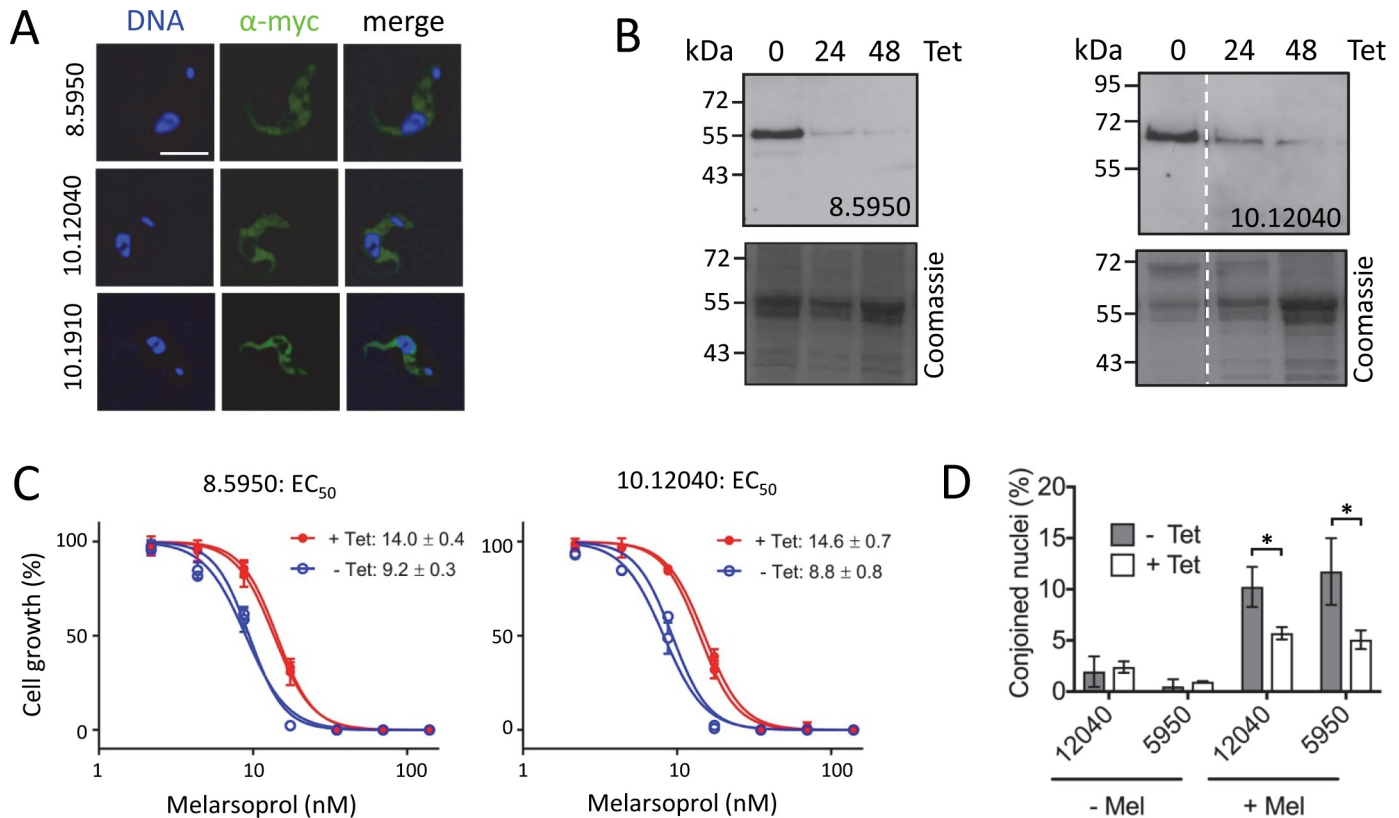 A
DNA α-myc merge
8.5950
10.12040
10.1910
B
kDa 0 24 48 Tet
72
55
43
8.5950
72
55
43
Coomassie
kDa 0 24 48 Tet
95
72
55
10.12040
72
55
43
Coomassie
C
8.5950: EC50
+ Tet: 14.0 ± 0.4
- Tet: 9.2 ± 0.3
Cell growth (%)
100
50
0
1 10 100
Melarsoprol (nM)
10.12040: EC50
+ Tet: 14.6 ± 0.7
- Tet: 8.8 ± 0.8
100
50
0
1 10 100
Melarsoprol (nM)
D
Conjoined nuclei (%)
20
15
10
5
0
- Tet
+ Tet
* *
12040 5950 12040 5950
- Mel + Mel